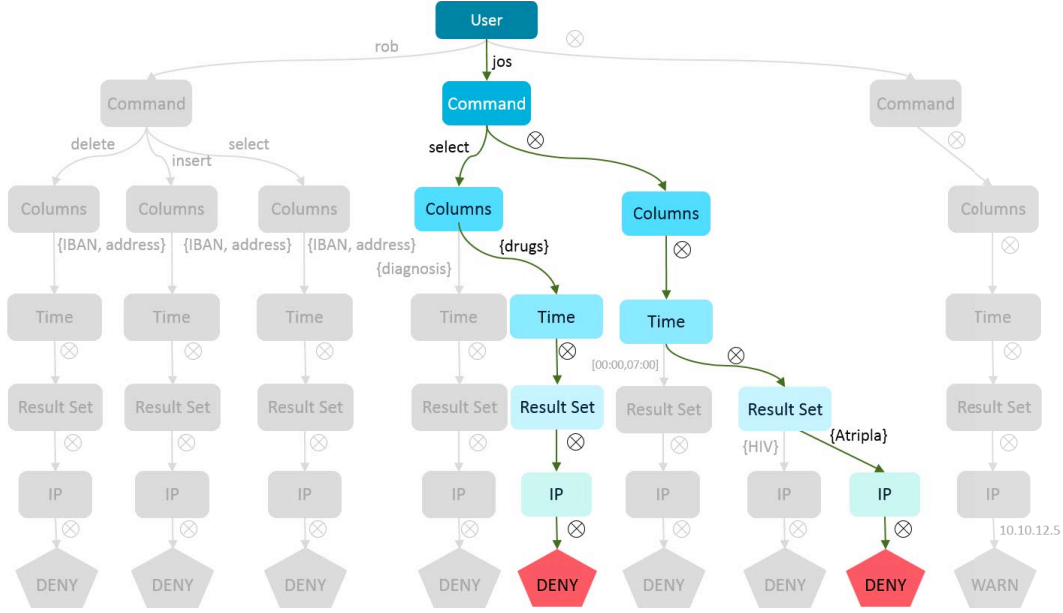 User
rob
jos
Command
Command
Command
delete
insert
select
select
Columns
Columns
Columns
Columns
Columns
Columns
{IBAN, address}
{IBAN, address}
{IBAN, address}
{diagnosis}
{drugs}
Time
Time
Time
Time
Time
Time
Time
[00:00,07:00]
Result Set
Result Set
Result Set
Result Set
Result Set
Result Set
Result Set
Result Set
{HIV}
{Atripla}
IP
IP
IP
IP
IP
IP
IP
IP
IP
10.10.12.5
DENY
DENY
DENY
DENY
DENY
DENY
DENY
DENY
WARN